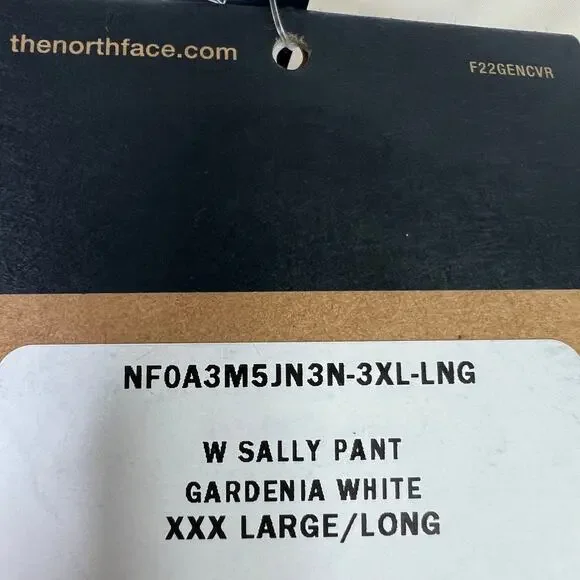 thenorthface.com
F22GENCVR
NF0A3M5JN3N-3XL-LNG
W SALLY PANT
GARDENIA WHITE
XXX LARGE/LONG